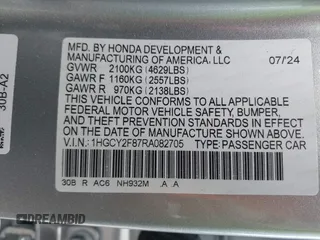 30B-A2
MFD. BY HONDA DEVELOPMENT &
MANUFACTURING OF AMERICA, LLC 07/24
GVWR 2100KG (4629LBS)
GAWR F 1160KG (2557LBS)
GAWR R 970KG (2138LBS)
THIS VEHICLE CONFORMS TO ALL APPLICABLE
FEDERAL MOTOR VEHICLE SAFETY, BUMPER,
AND THEFT PREVENTION STANDARDS IN EFFECT
ON THE DATE OF MANUFACTURE SHOWN ABOVE.
V.I.N.: 1HGCY2F87RA082705 TYPE: PASSENGER CAR
30B R AC6 NH932M A A
DREAMBID